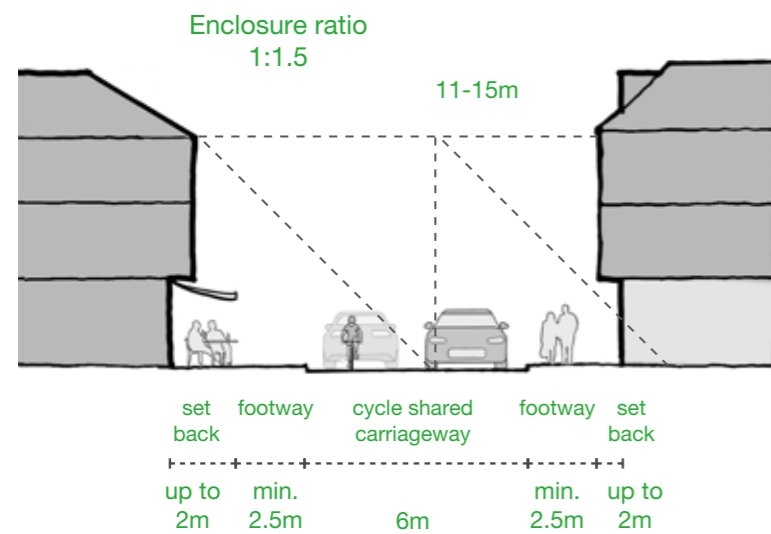 Enclosure ratio
1:1.5
11-15m
set
back
footway
cycle shared
carriageway
footway
set
back
up to
2m
min.
2.5m
6m
min.
2.5m
up to
2m